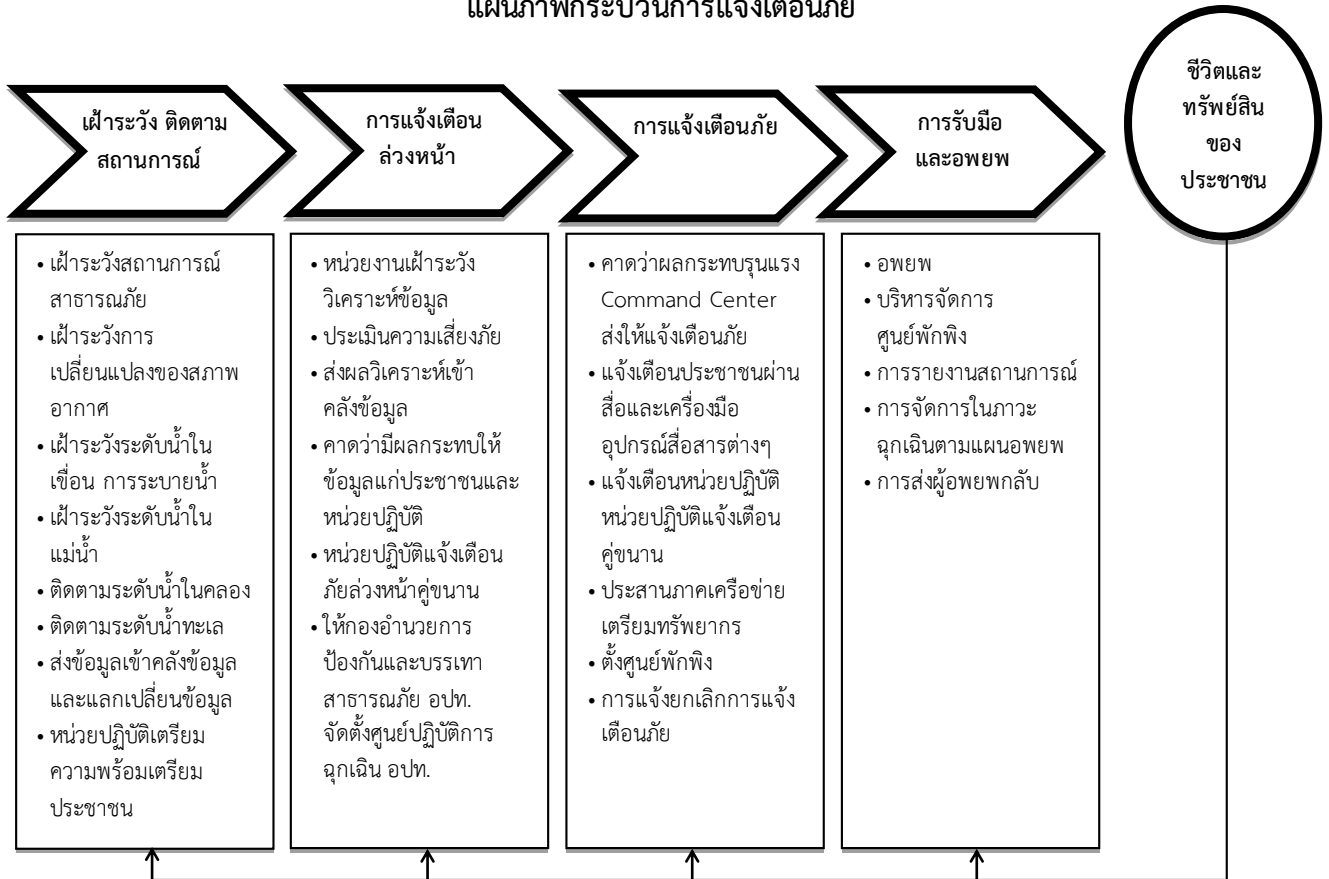 แผนภาพกระบวนการแจ้งเตือนภัย
เฝ้าระวัง ติดตาม
สถานการณ์
การแจ้งเตือน
ล่วงหน้า
การแจ้งเตือนภัย
การรับมือ
และอพยพ
ชีวิตและ
ทรัพย์สิน
ของ
ประชาชน
• เฝ้าระวังสถานการณ์
สาธารณภัย
• เฝ้าระวังการ
เปลี่ยนแปลงของสภาพ
อากาศ
• เฝ้าระวังระดับน้ำใน
เขื่อน การระบายน้ำ
• เฝ้าระวังระดับน้ำใน
แม่น้ำ
• ติดตามระดับน้ำในคลอง
• ติดตามระดับน้ำทะเล
• ส่งข้อมูลเข้าคลังข้อมูล
และแลกเปลี่ยนข้อมูล
• หน่วยปฏิบัติเตรียม
ความพร้อมเตรียม
ประชาชน
• หน่วยงานเฝ้าระวัง
วิเคราะห์ข้อมูล
• ประเมินความเสี่ยงภัย
• ส่งผลวิเคราะห์เข้า
คลังข้อมูล
• คาดว่ามีผลกระทบให้
ข้อมูลแก่ประชาชนและ
หน่วยปฏิบัติ
• หน่วยปฏิบัติแจ้งเตือน
ภัยล่วงหน้าคู่ขนาน
• ให้กองอำนวยการ
ป้องกันและบรรเทา
สาธารณภัย อปท.
จัดตั้งศูนย์ปฏิบัติการ
ฉุกเฉิน อปท.
• คาดว่าผลกระทบรุนแรง
Command Center
ส่งให้แจ้งเตือนภัย
• แจ้งเตือนประชาชนผ่าน
สื่อและเครื่องมือ
อุปกรณ์สื่อสารต่างๆ
• แจ้งเตือนหน่วยปฏิบัติ
หน่วยปฏิบัติแจ้งเตือน
คู่ขนาน
• ประสานภาคเครือข่าย
เตรียมทรัพยากร
• ตั้งศูนย์พักพิง
• การแจ้งยกเลิกการแจ้ง
เตือนภัย
• อพยพ
• บริหารจัดการ
ศูนย์พักพิง
• การรายงานสถานการณ์
• การจัดการในภาวะ
ฉุกเฉินตามแผนอพยพ
• การส่งผู้อพยพกลับ